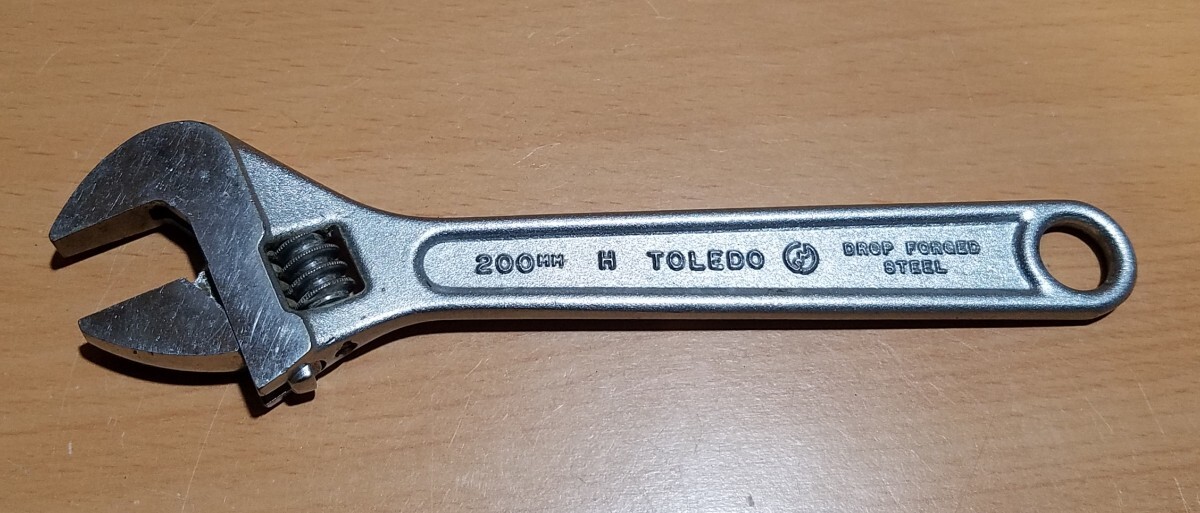 200MM H TOLEDO
DROP FORGED
STEEL